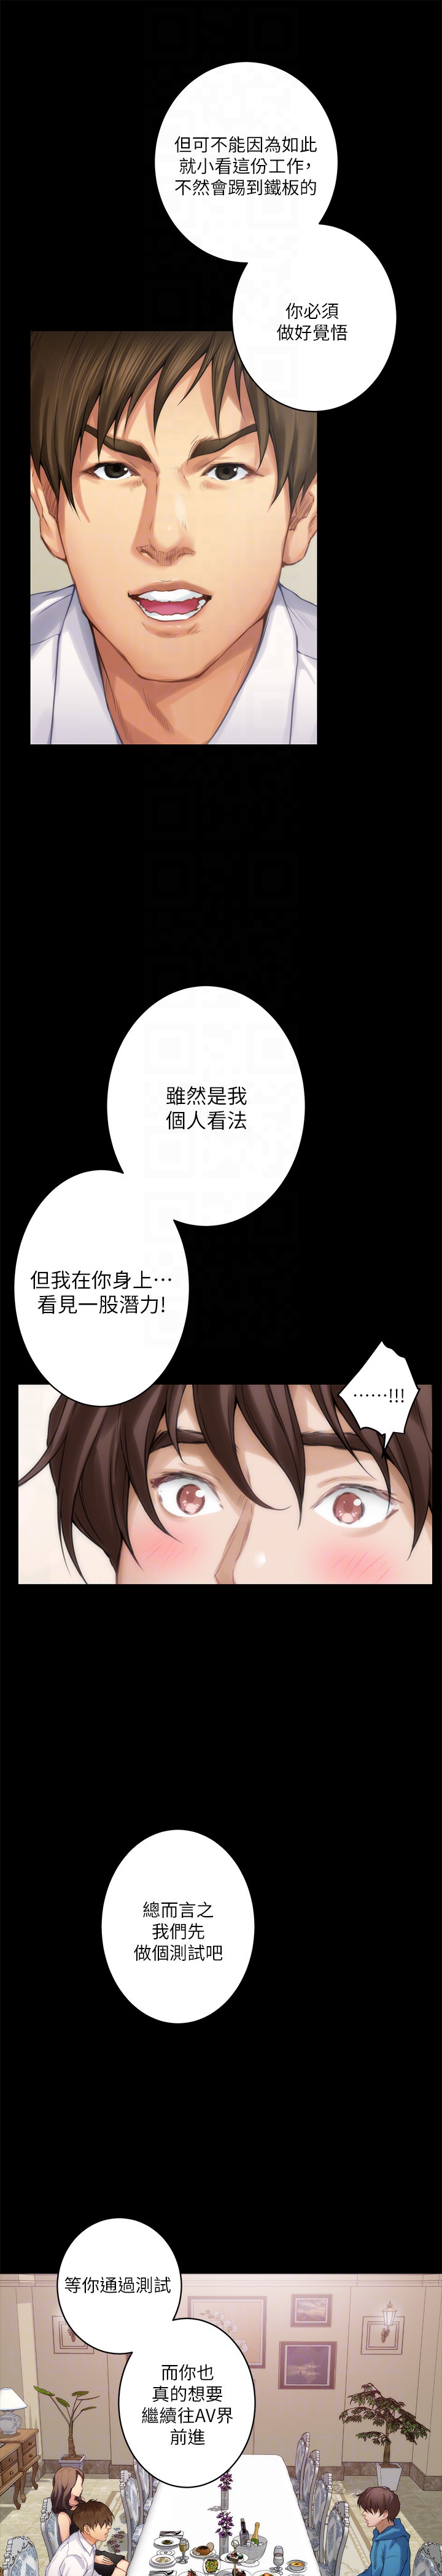 但可不能因為如此
就小看這份工作，
不然會踢到鐵板的
你必須
做好覺悟
雖然是我
個人看法
但我在你身上…
看見一股潛力!
……!!!
總而言之
我們先
做個測試吧
等你通過測試
而你也
真的想要
繼續往AV界
前進